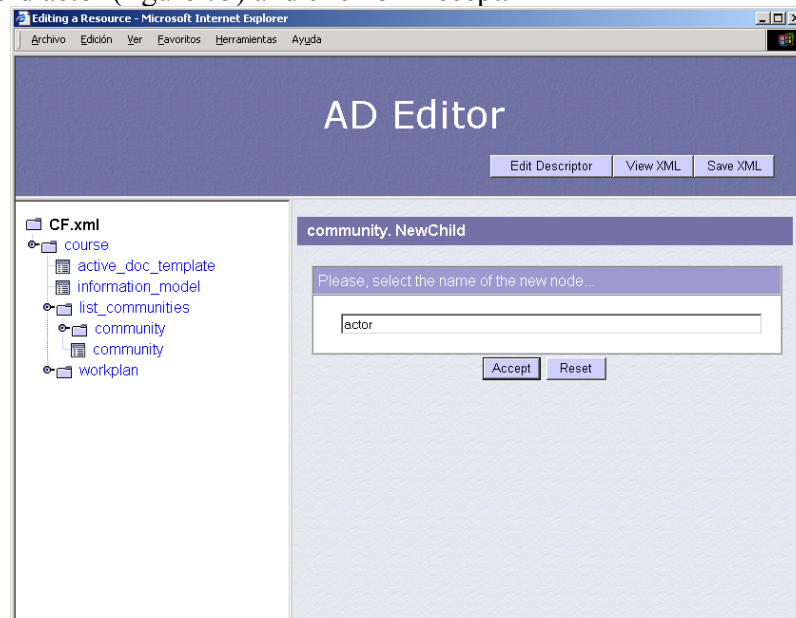 Editing a Resource - Microsoft Internet Explorer
Archivo Edición Ver Favoritos Herramientas Ayuda
AD Editor
Edit Descriptor View XML Save XML
CF.xml
course
active_doc_template
information_model
list_communities
community
community
workplan
community. NewChild
Please, select the name of the new node...
actor
Accept Reset